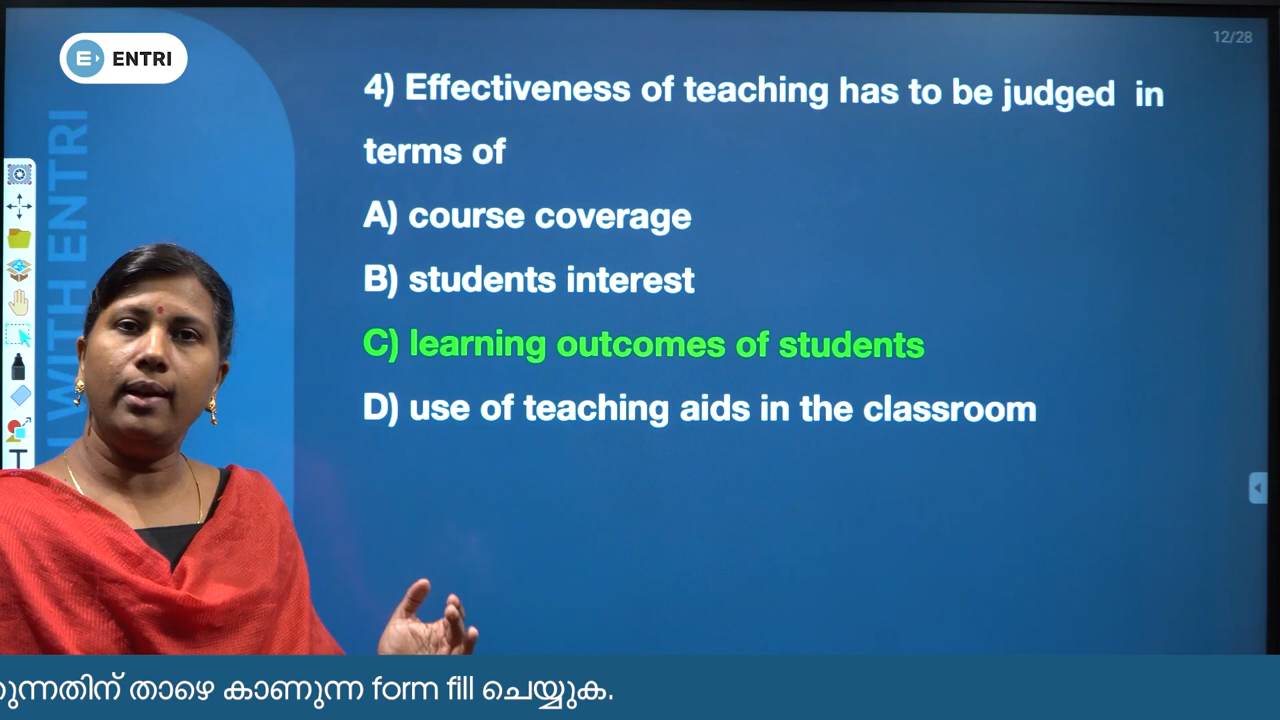 ENTRI
12/28
4) Effectiveness of teaching has to be judged in
terms of
A) course coverage
B) students interest
C) learning outcomes of students
D) use of teaching aids in the classroom
WITH ENTRI
T
താഴെ കാണുന്ന form fill ചെയ്യുക.